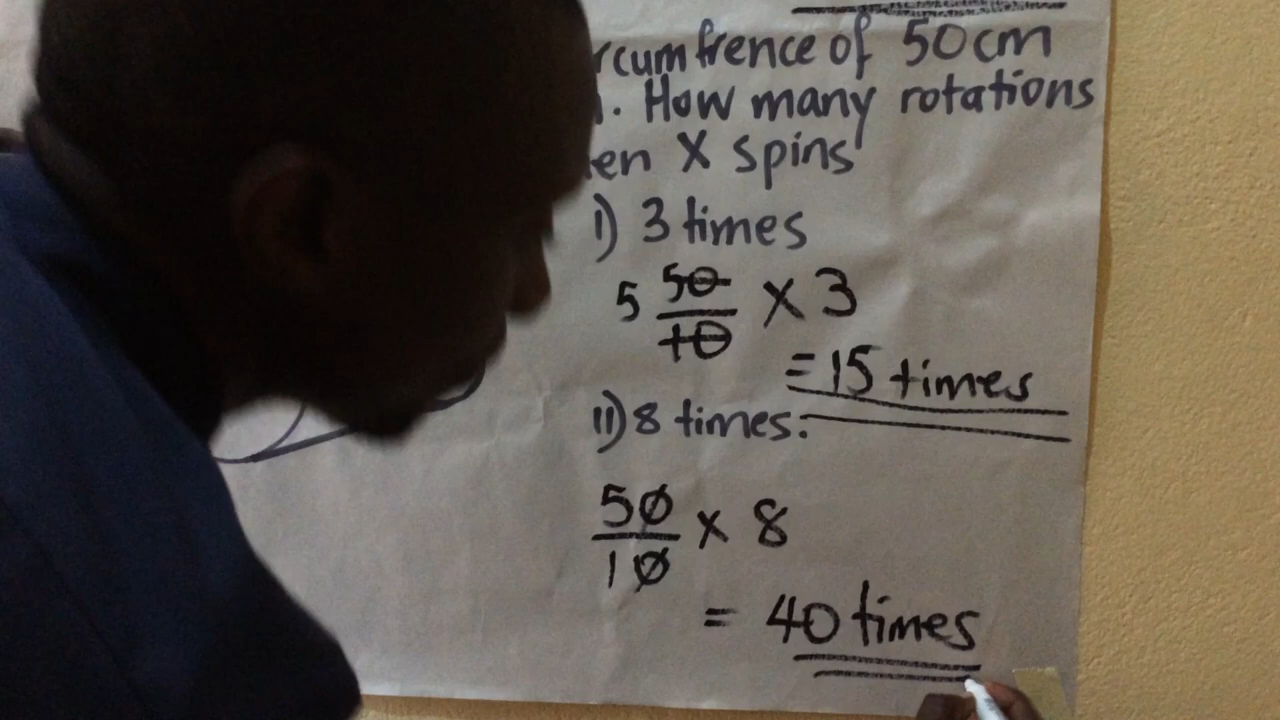 rcumfrence of 50cm
. How many rotations
en X spins
i) 3 times
5 50/10 X 3
= 15 times
ii) 8 times:
50/10 x 8
= 40 times